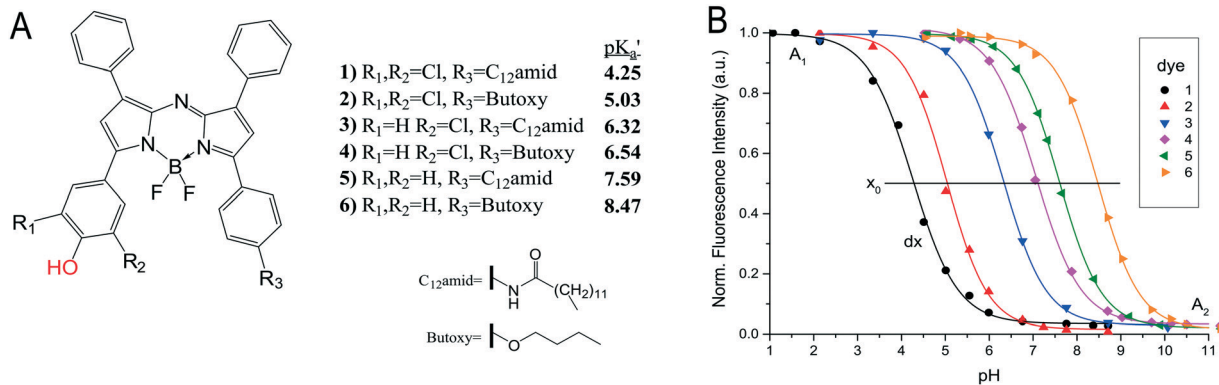 A
N
N
N
B
F
F
R₁
HO
R₂
R₃
pKₐ'
1) R₁,R₂=Cl, R₃=C₁₂amid 4.25
2) R₁,R₂=Cl, R₃=Butoxy 5.03
3) R₁=H R₂=Cl, R₃=C₁₂amid 6.32
4) R₁=H R₂=Cl, R₃=Butoxy 6.54
5) R₁,R₂=H, R₃=C₁₂amid 7.59
6) R₁,R₂=H, R₃=Butoxy 8.47
C₁₂amid=
O
N
H
(CH₂)₁₁
Butoxy=
O
B
Norm. Fluorescence Intensity (a.u.)
1.0
0.8
0.6
0.4
0.2
0.0
A₁
x₀
dx
A₂
dye
1
2
3
4
5
6
1 2 3 4 5 6 7 8 9 10 11
pH